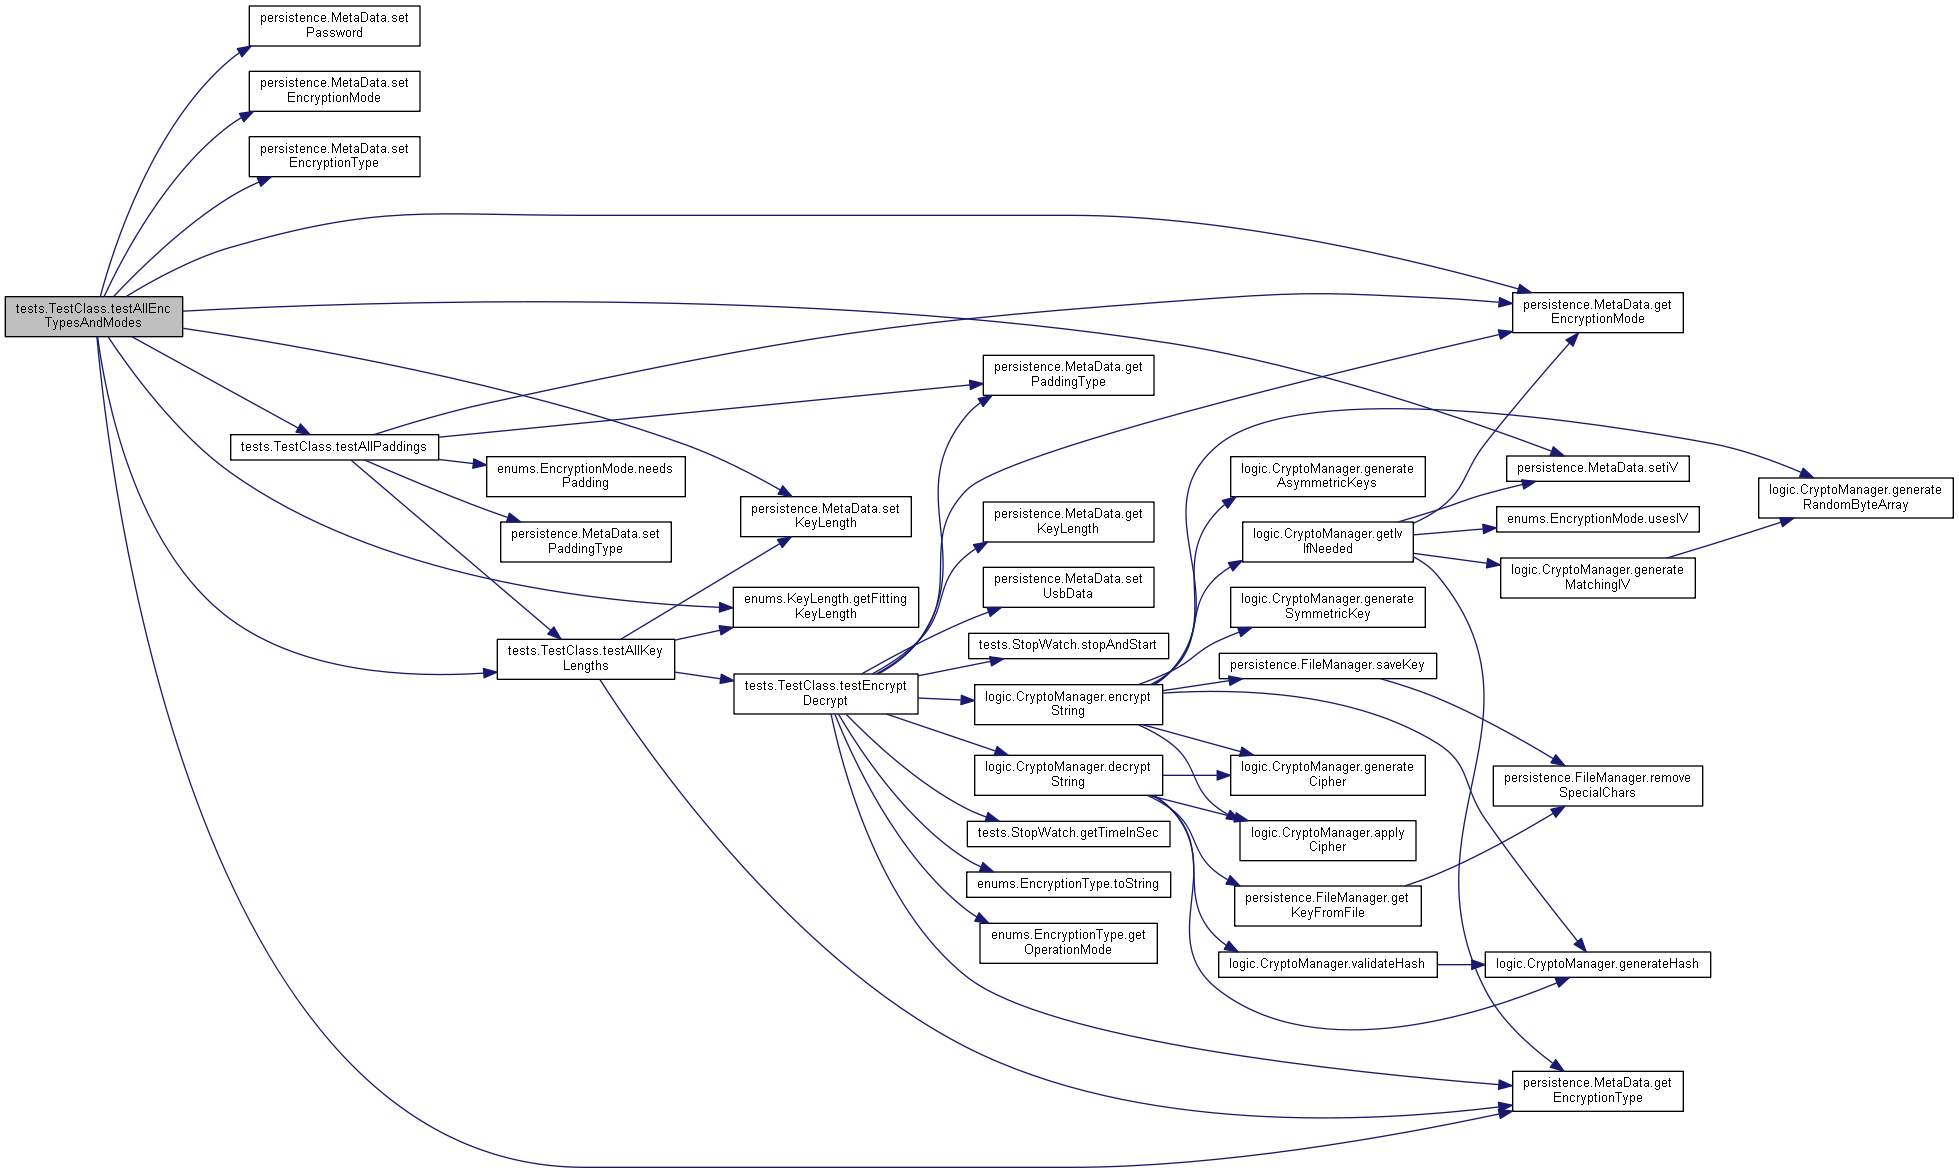 persistence.MetaData.set
Password
persistence.MetaData.set
EncryptionMode
persistence.MetaData.set
EncryptionType
tests.TestClass.testAllEnc
TypesAndModes
persistence.MetaData.get
EncryptionMode
persistence.MetaData.get
PaddingType
tests.TestClass.testAllPaddings
enums.EncryptionMode.needs
Padding
persistence.MetaData.set
PaddingType
persistence.MetaData.set
KeyLength
enums.KeyLength.getFitting
KeyLength
tests.TestClass.testAllKey
Lengths
tests.TestClass.testEncrypt
Decrypt
persistence.MetaData.get
KeyLength
persistence.MetaData.set
UsbData
tests.StopWatch.stopAndStart
logic.CryptoManager.encrypt
String
logic.CryptoManager.decrypt
String
tests.StopWatch.getTimeInSec
enums.EncryptionType.toString
enums.EncryptionType.get
OperationMode
logic.CryptoManager.generate
AsymmetricKeys
logic.CryptoManager.getIv
IfNeeded
logic.CryptoManager.generate
SymmetricKey
persistence.FileManager.saveKey
logic.CryptoManager.generate
Cipher
logic.CryptoManager.apply
Cipher
persistence.FileManager.get
KeyFromFile
logic.CryptoManager.validateHash
persistence.MetaData.setiV
enums.EncryptionMode.usesIV
logic.CryptoManager.generate
MatchingIV
logic.CryptoManager.generate
RandomByteArray
persistence.FileManager.remove
SpecialChars
logic.CryptoManager.generateHash
persistence.MetaData.get
EncryptionType